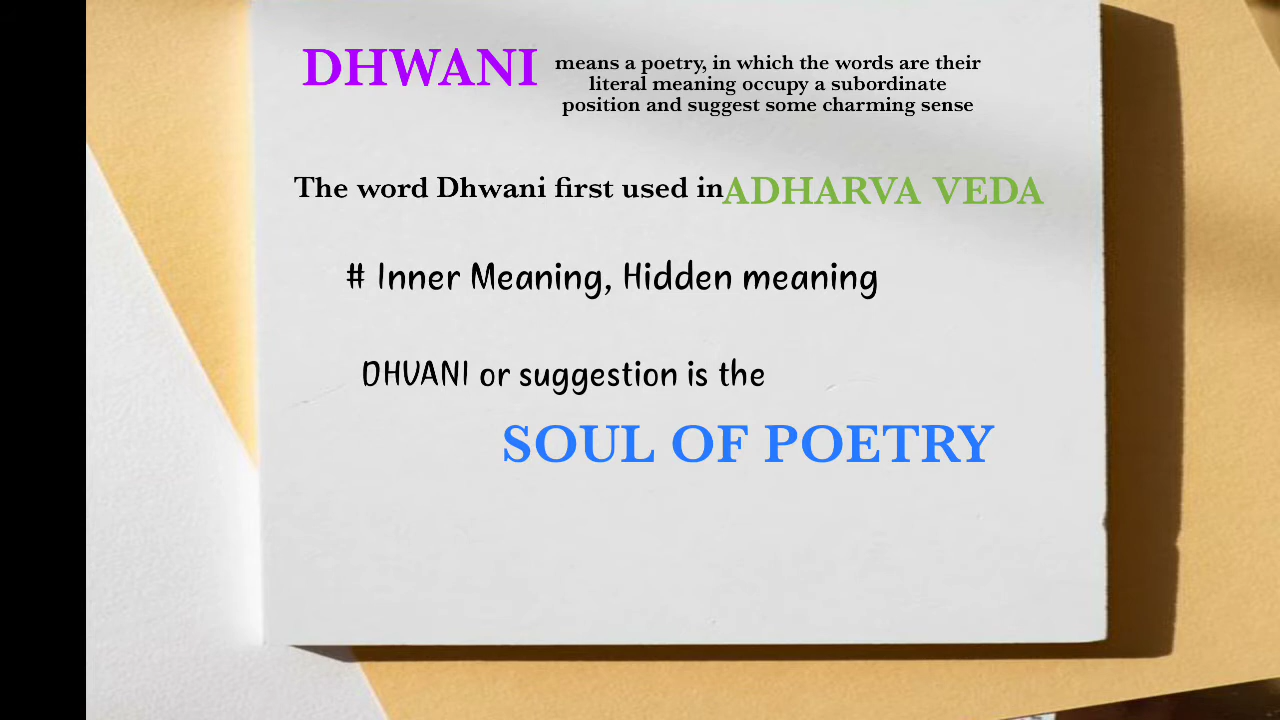 DHWANI means a poetry, in which the words are their
literal meaning occupy a subordinate
position and suggest some charming sense
The word Dhwani first used in ADHARVA VEDA
# Inner Meaning, Hidden meaning
DHVANI or suggestion is the
SOUL OF POETRY